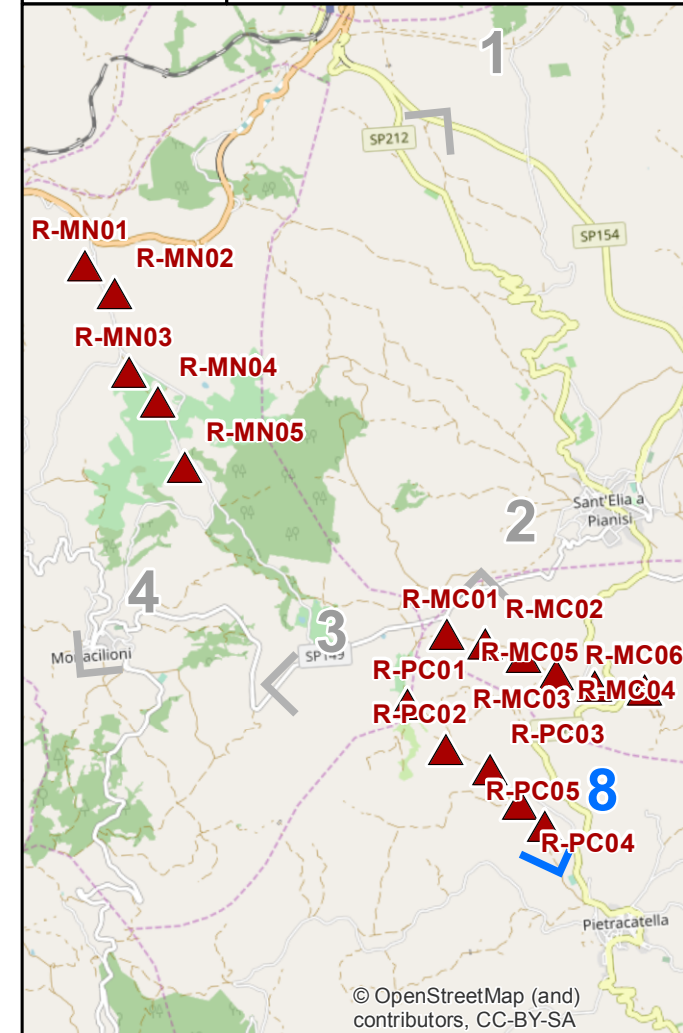 1
SP212
R-MN01
SP154
R-MN02
R-MN03
R-MN04
R-MN05
2
Sant'Elia a
Pianisi
4
R-MC01
R-MC02
3
SP149
Monacilioni
R-MC05
R-MC06
R-PC01
R-MC03
R-MC04
R-PC02
R-PC03
R-PC05
8
R-PC04
Pietracatella
© OpenStreetMap (and)
contributors, CC-BY-SA